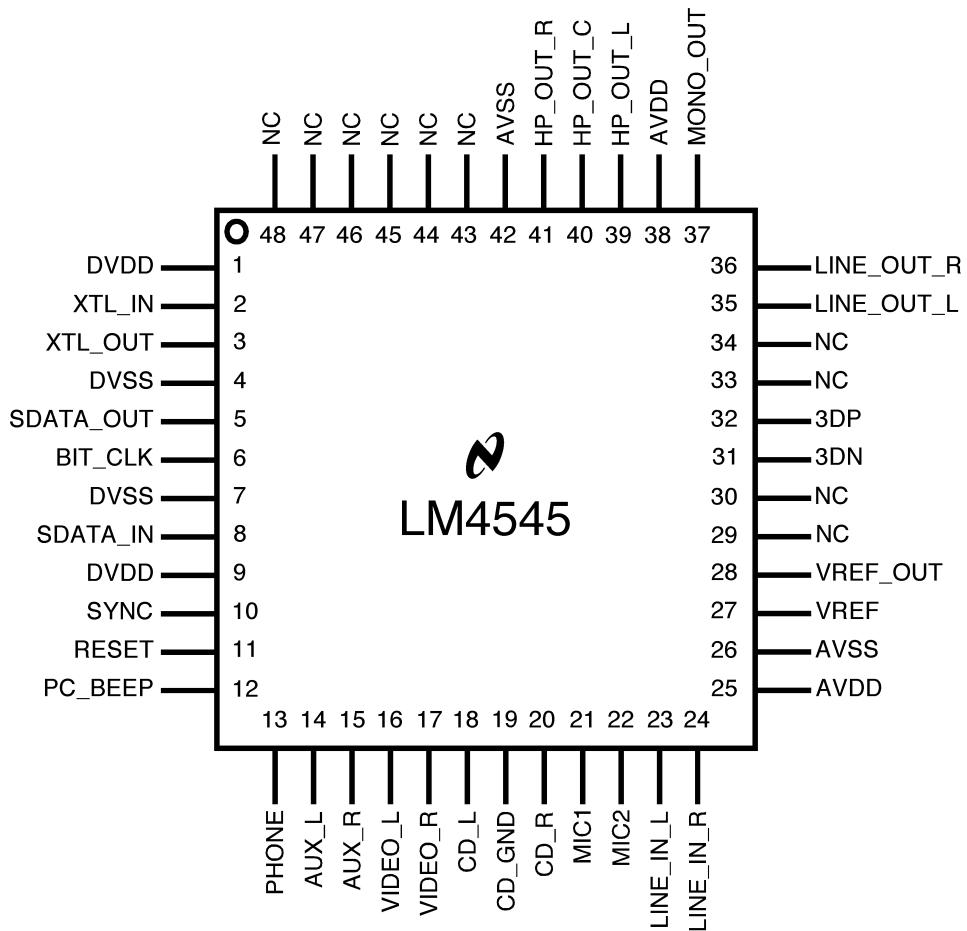 NC NC NC NC NC NC AVSS HP_OUT_R HP_OUT_C HP_OUT_L AVDD MONO_OUT
48 47 46 45 44 43 42 41 40 39 38 37
DVDD 1 36 LINE_OUT_R
XTL_IN 2 35 LINE_OUT_L
XTL_OUT 3 34 NC
DVSS 4 33 NC
SDATA_OUT 5 32 3DP
BIT_CLK 6 31 3DN
DVSS 7 30 NC
LM4545
SDATA_IN 8 29 NC
DVDD 9 28 VREF_OUT
SYNC 10 27 VREF
RESET 11 26 AVSS
PC_BEEP 12 25 AVDD
13 14 15 16 17 18 19 20 21 22 23 24
PHONE AUX_L AUX_R VIDEO_L VIDEO_R CD_L CD_GND CD_R MIC1 MIC2 LINE_IN_L LINE_IN_R